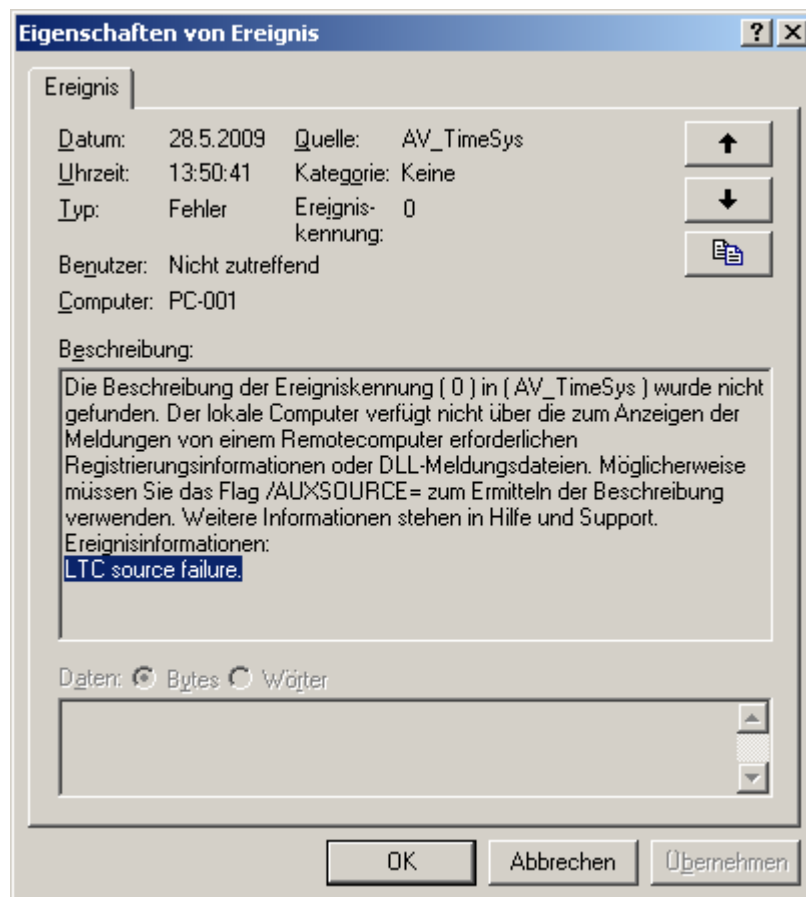 Eigenschaften von Ereignis
Ereignis
Datum: 28.5.2009 Quelle: AV_TimeSys
Uhrzeit: 13:50:41 Kategorie: Keine
Typ: Fehler Ereignis- 0
kennung:
Benutzer: Nicht zutreffend
Computer: PC-001
Beschreibung:
Die Beschreibung der Ereigniskennung ( 0 ) in ( AV_TimeSys ) wurde nicht
gefunden. Der lokale Computer verfügt nicht über die zum Anzeigen der
Meldungen von einem Remotecomputer erforderlichen
Registrierungsinformationen oder DLL-Meldungsdateien. Möglicherweise
müssen Sie das Flag /AUXSOURCE= zum Ermitteln der Beschreibung
verwenden. Weitere Informationen stehen in Hilfe und Support.
Ereignisinformationen:
LTC source failure.
Daten: Bytes Wörter
OK Abbrechen Übernehmen